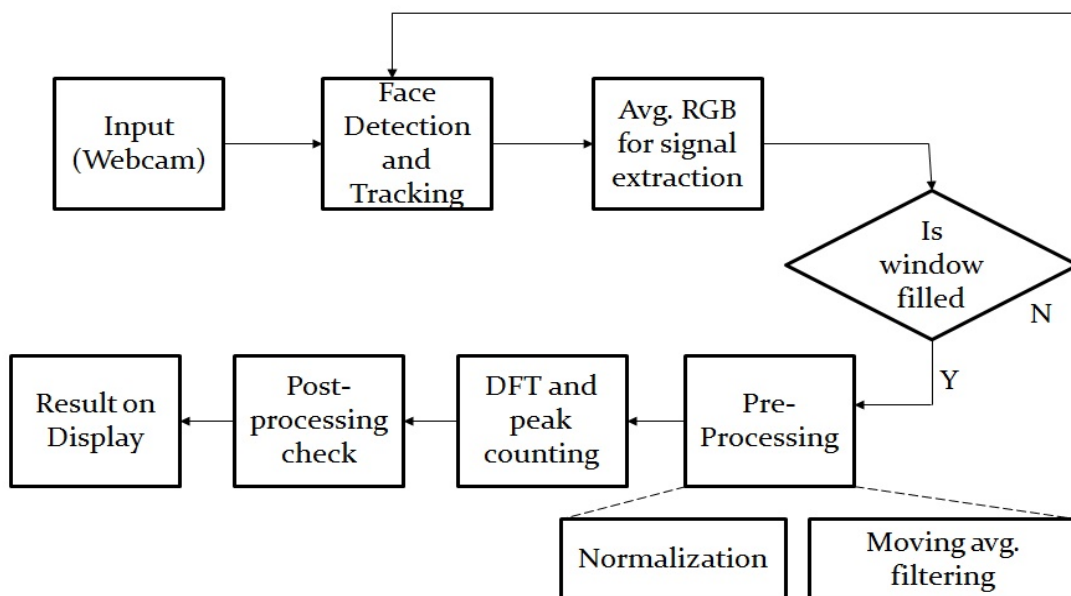 Input
(Webcam)
Face
Detection
and
Tracking
Avg. RGB
for signal
extraction
Is
window
filled
N
Y
Result on
Display
Post-
processing
check
DFT and
peak
counting
Pre-
Processing
Normalization
Moving avg.
filtering